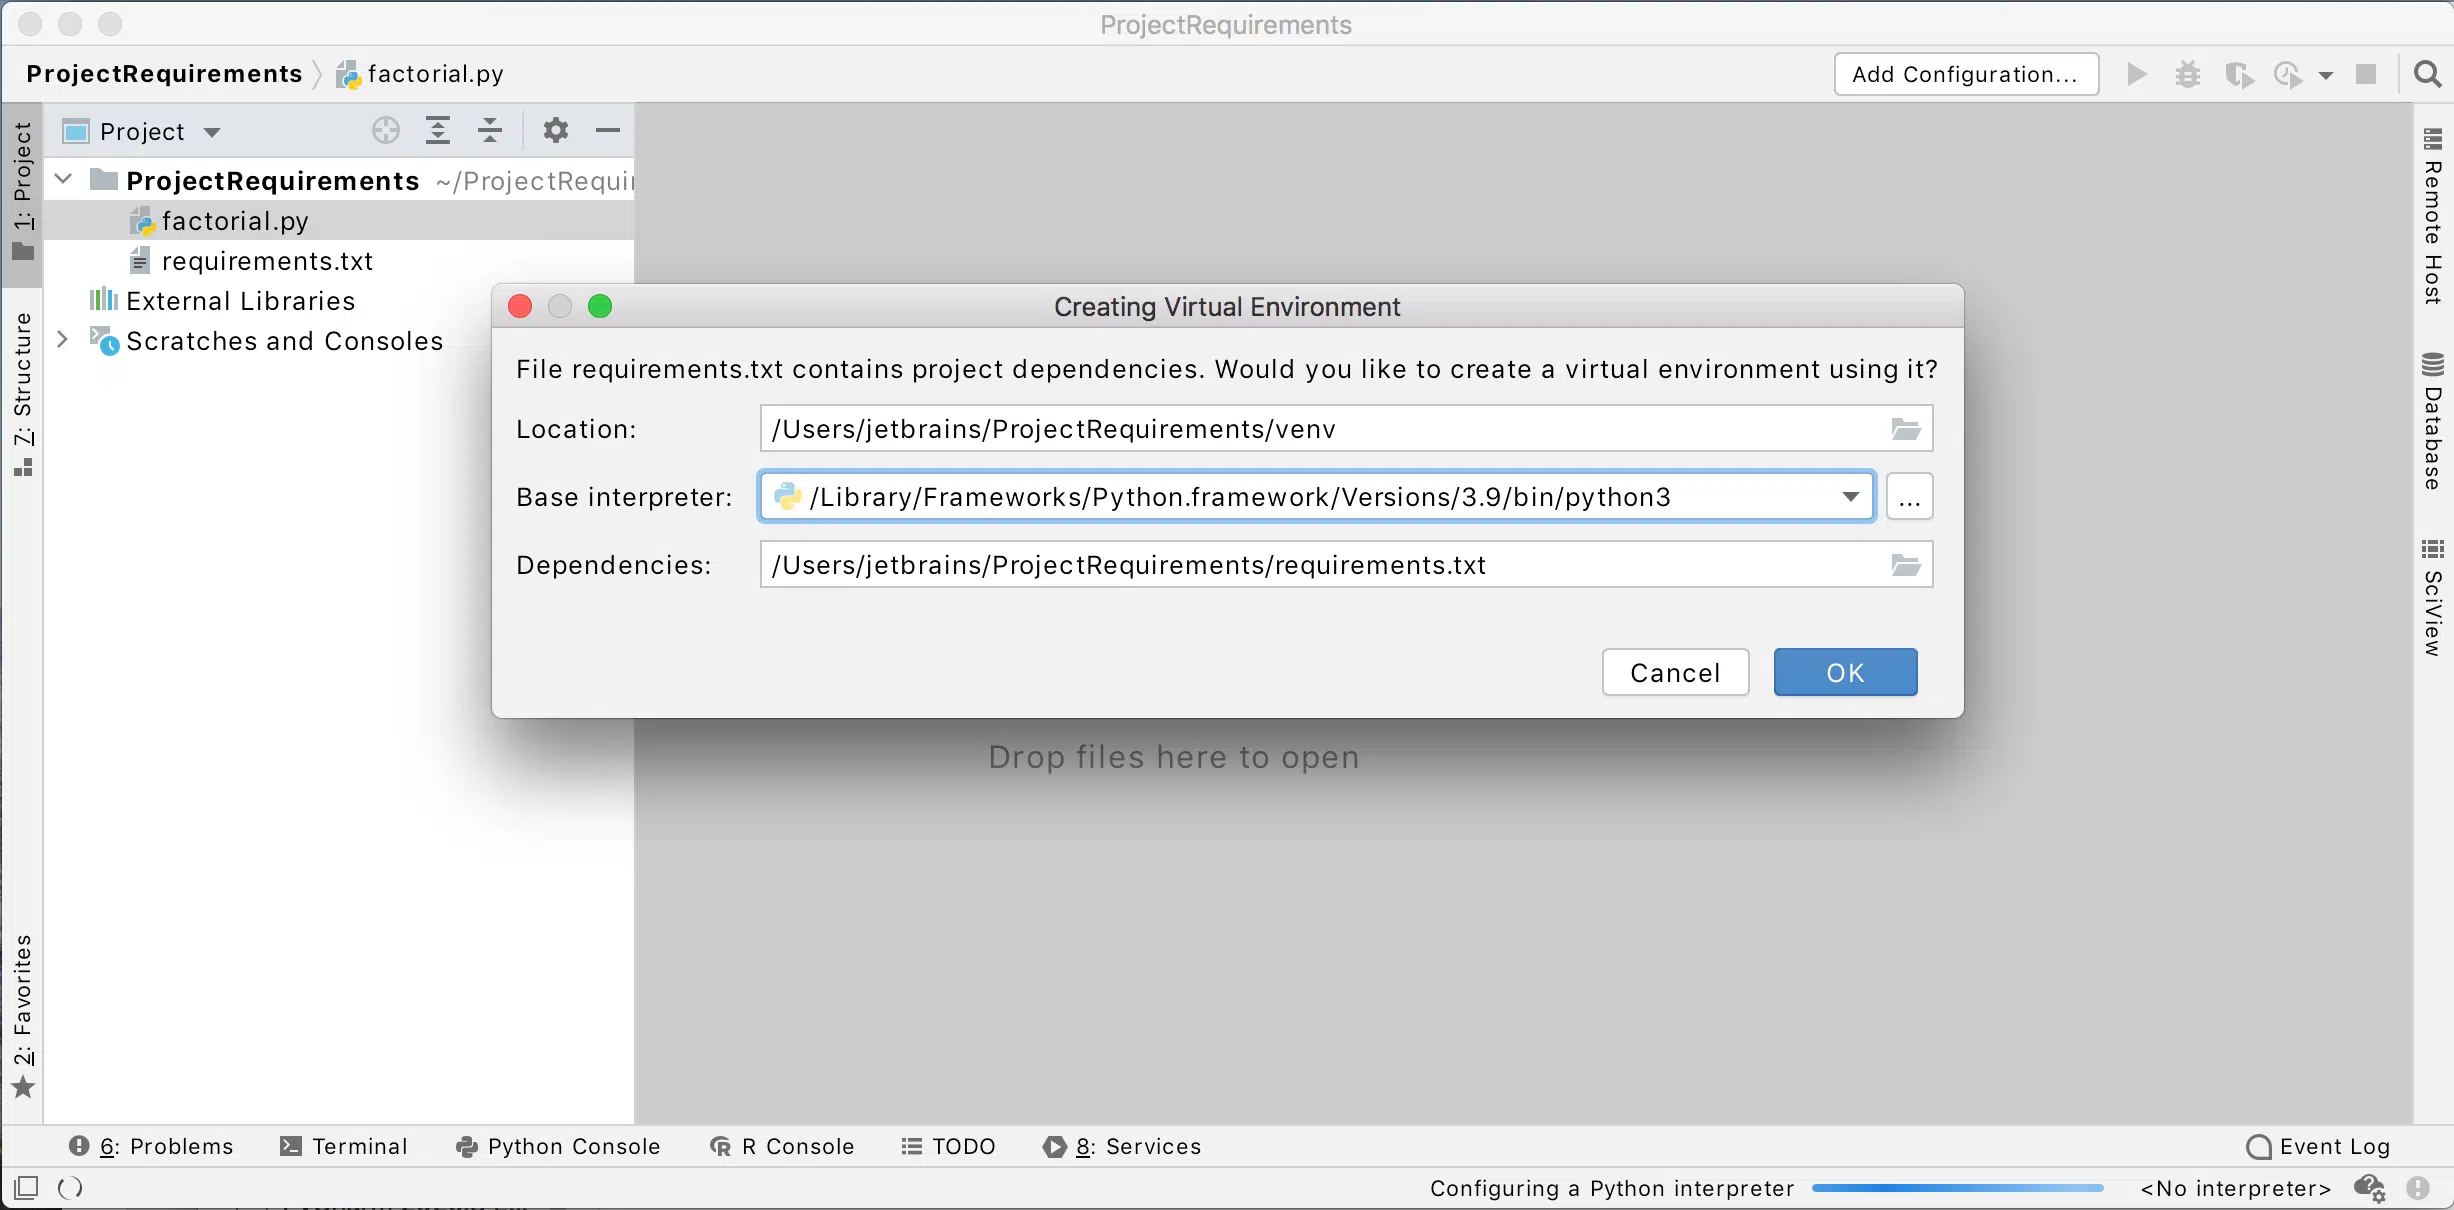 ProjectRequirements
ProjectRequirements factorial.py
Add Configuration...
1: Project
7: Structure
2: Favorites
Project
ProjectRequirements ~/ProjectRequi
factorial.py
requirements.txt
External Libraries
Scratches and Consoles
Creating Virtual Environment
File requirements.txt contains project dependencies. Would you like to create a virtual environment using it?
Location: /Users/jetbrains/ProjectRequirements/venv
Base interpreter: /Library/Frameworks/Python.framework/Versions/3.9/bin/python3 ...
Dependencies: /Users/jetbrains/ProjectRequirements/requirements.txt
Cancel OK
Drop files here to open
Remote Host
Database
SciView
6: Problems Terminal Python Console R Console TODO 8: Services Event Log
Configuring a Python interpreter <No interpreter>